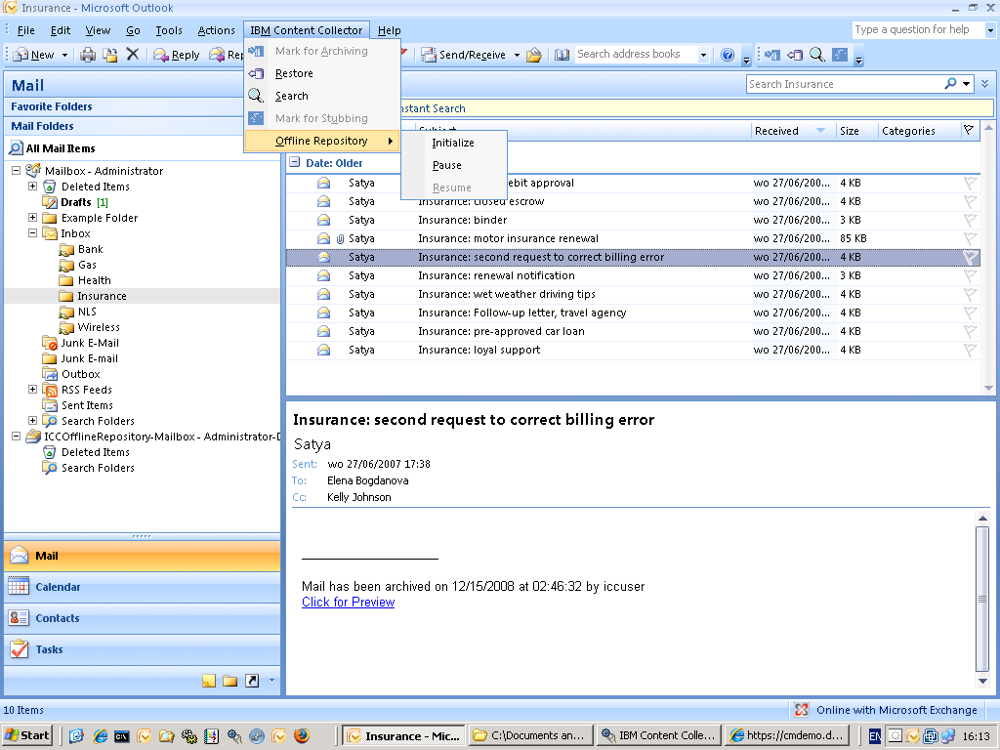 Insurance - Microsoft Outlook
File Edit View Go Tools Actions IBM Content Collector Help
Type a question for help
New Reply Send/Receive Search address books
Mark for Archiving
Restore
Search
Mark for Stubbing
Offline Repository
Initialize
Pause
Resume
Mail
Favorite Folders
Mail Folders
All Mail Items
Mailbox - Administrator
Deleted Items
Drafts [1]
Example Folder
Inbox
Bank
Gas
Health
Insurance
NLS
Wireless
Junk E-Mail
Junk E-mail
Outbox
RSS Feeds
Sent Items
Search Folders
ICCOfflineRepository-Mailbox - Administrator-D
Deleted Items
Search Folders
Mail
Calendar
Contacts
Tasks
Search Insurance
Search
Received Size Categories
Date: Older
Satya approval wo 27/06/200... 4 KB
Satya Insurance: closed escrow wo 27/06/200... 4 KB
Satya Insurance: binder wo 27/06/200... 3 KB
Satya Insurance: motor insurance renewal wo 27/06/200... 85 KB
Satya Insurance: second request to correct billing error wo 27/06/200... 4 KB
Satya Insurance: renewal notification wo 27/06/200... 3 KB
Satya Insurance: wet weather driving tips wo 27/06/200... 4 KB
Satya Insurance: Follow-up letter, travel agency wo 27/06/200... 4 KB
Satya Insurance: pre-approved car loan wo 27/06/200... 4 KB
Satya Insurance: loyal support wo 27/06/200... 4 KB
Insurance: second request to correct billing error
Satya
Sent: wo 27/06/2007 17:38
To: Elena Bogdanova
Cc: Kelly Johnson
Mail has been archived on 12/15/2008 at 02:46:32 by iccuser
Click for Preview
10 Items
Online with Microsoft Exchange
Start Insurance - Mic... C:\Documents an... IBM Content Colle... https://cmdemo.d... EN 16:13